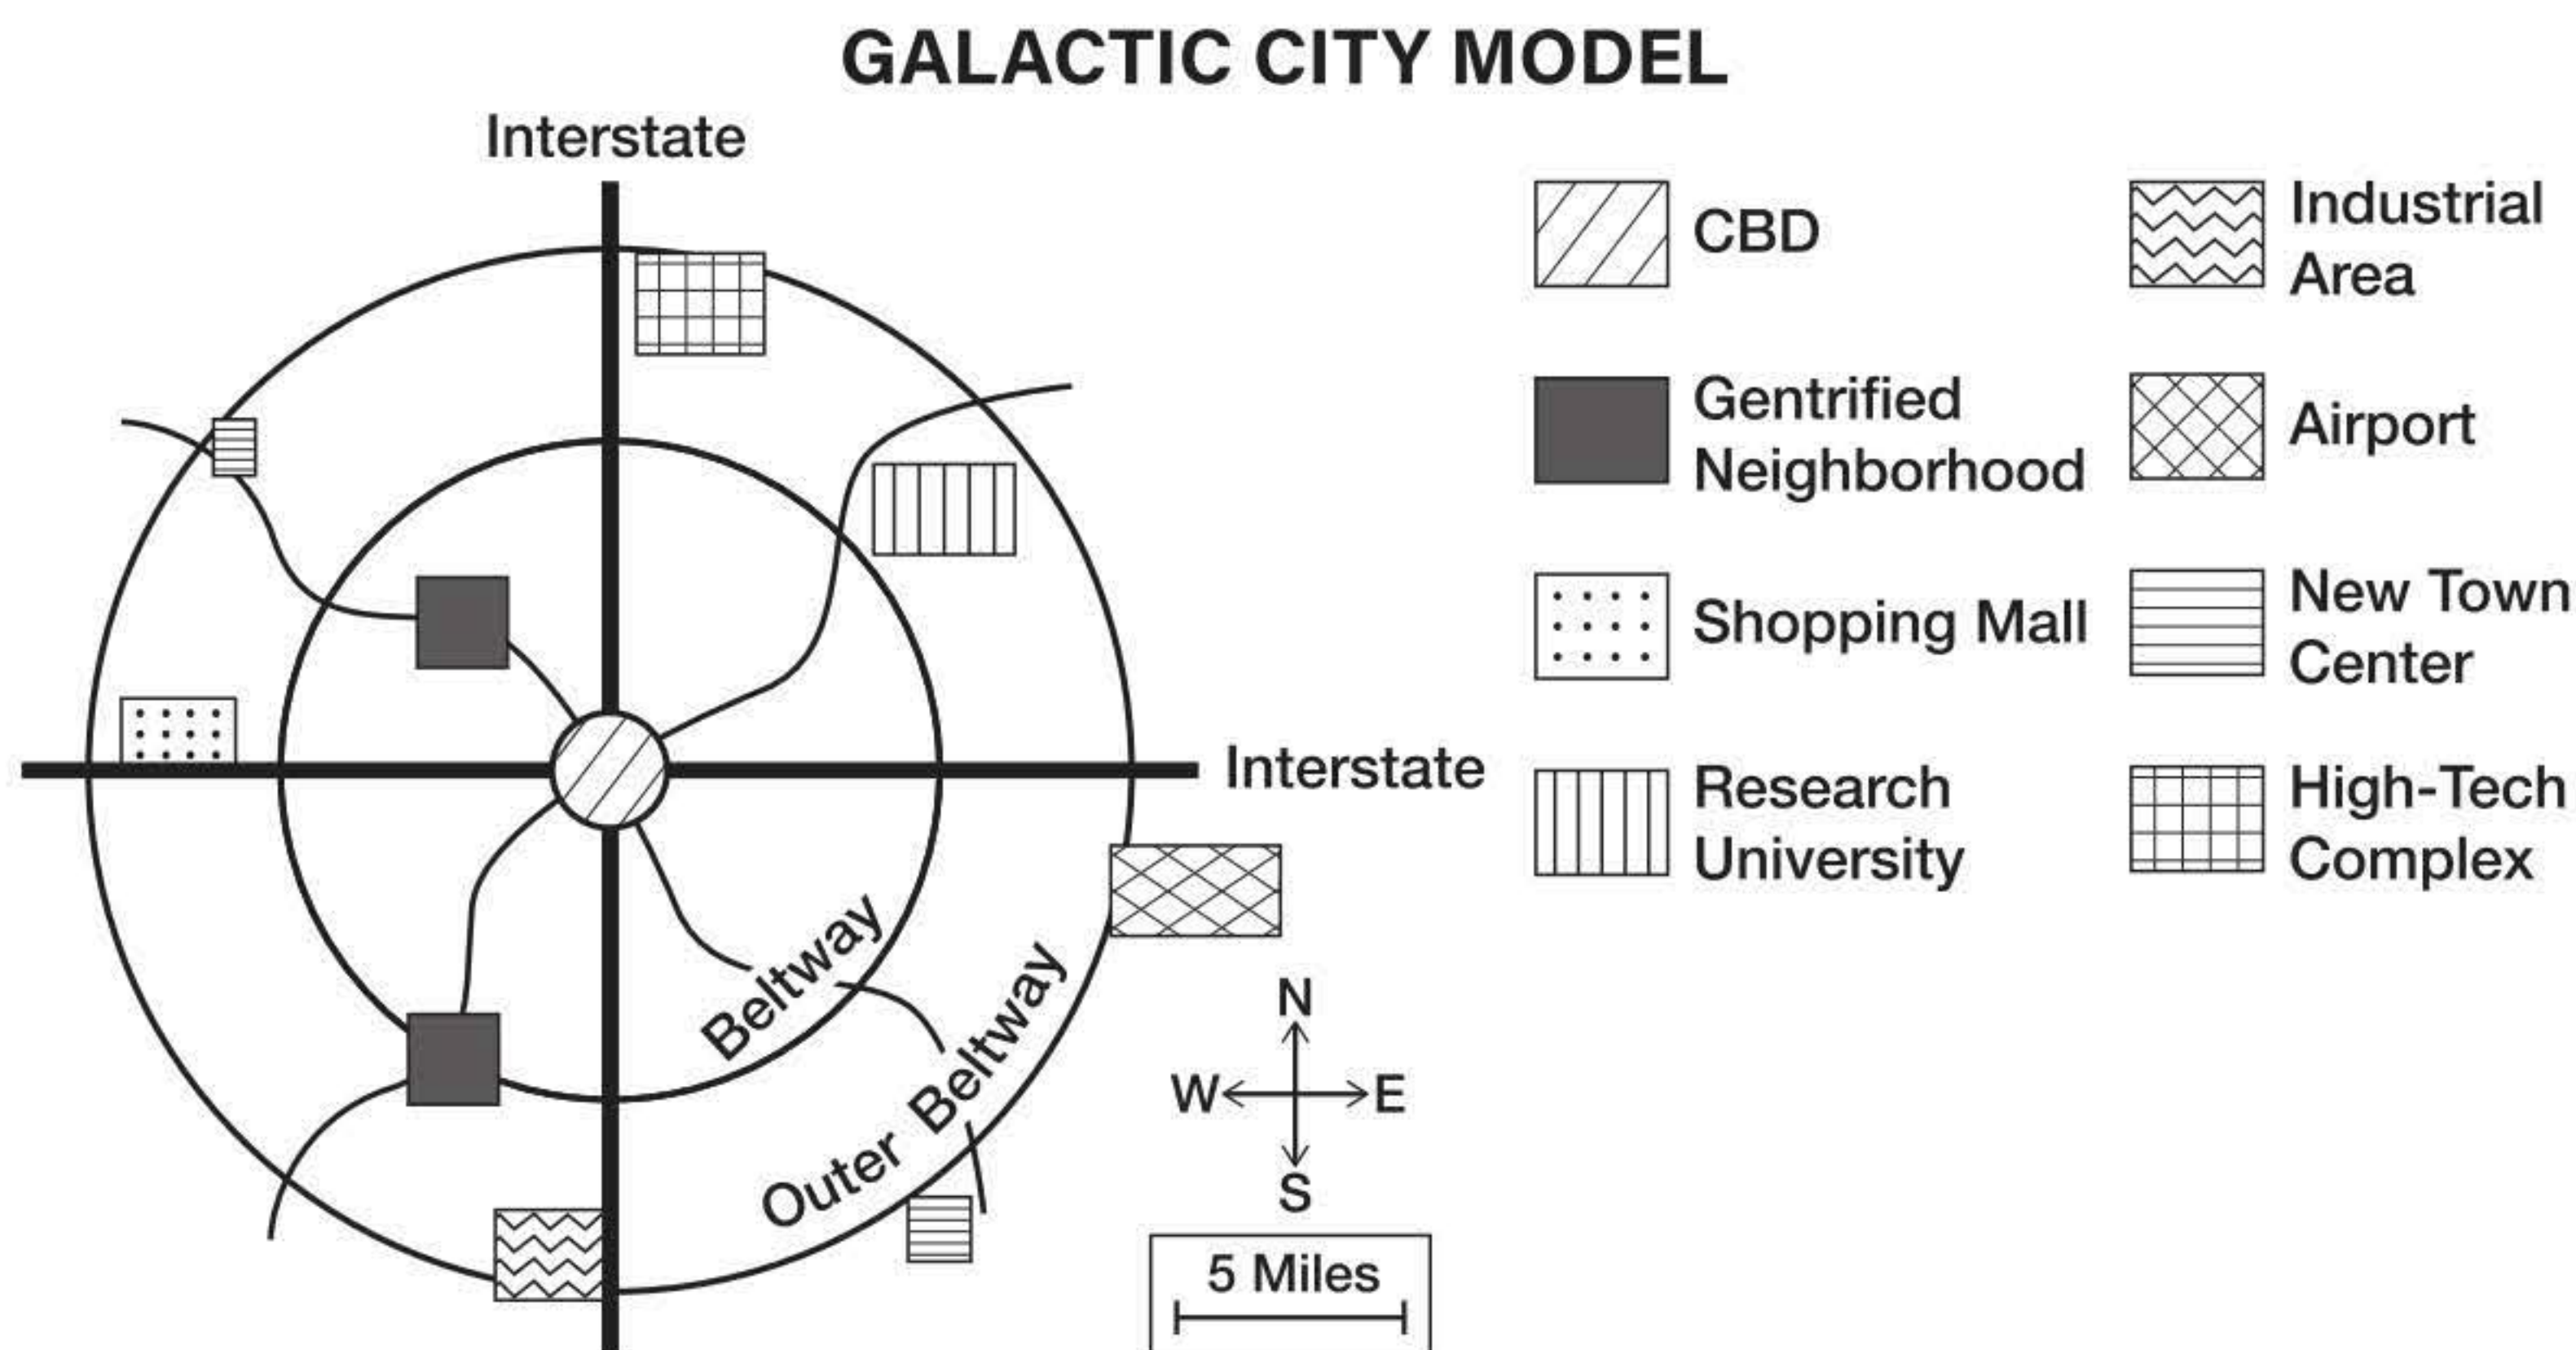 GALACTIC CITY MODEL
Interstate
Interstate
Beltway
Outer Beltway
N
W
E
S
5 Miles
CBD
Gentrified
Neighborhood
Shopping Mall
Research
University
Industrial
Area
Airport
New Town
Center
High-Tech
Complex